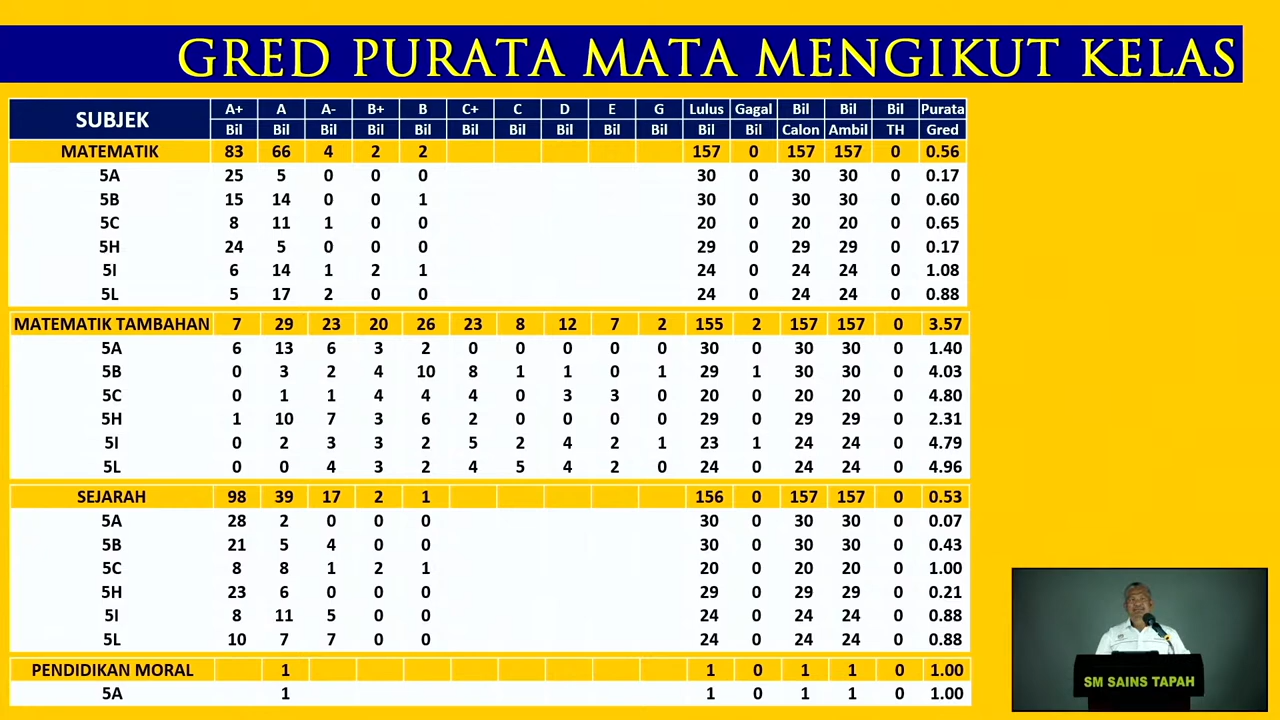 GRED PURATA MATA MENGIKUT KELAS
SUBJEK A+ A A- B+ B C+ C D E G Lulus Gagal Bil Bil Bil Purata
Bil Bil Bil Bil Bil Bil Bil Bil Bil Bil Bil Bil Calon Ambil TH Gred
MATEMATIK 83 66 4 2 2 157 0 157 157 0 0.56
5A 25 5 0 0 0 30 0 30 30 0 0.17
5B 15 14 0 0 1 30 0 30 30 0 0.60
5C 8 11 1 0 0 20 0 20 20 0 0.65
5H 24 5 0 0 0 29 0 29 29 0 0.17
5I 6 14 1 2 1 24 0 24 24 0 1.08
5L 5 17 2 0 0 24 0 24 24 0 0.88
MATEMATIK TAMBAHAN 7 29 23 20 26 23 8 12 7 2 155 2 157 157 0 3.57
5A 6 13 6 3 2 0 0 0 0 0 30 0 30 30 0 1.40
5B 0 3 2 4 10 8 1 1 0 1 29 1 30 30 0 4.03
5C 0 1 1 4 4 4 0 3 3 0 20 0 20 20 0 4.80
5H 1 10 7 3 6 2 0 0 0 0 29 0 29 29 0 2.31
5I 0 2 3 3 2 5 2 4 2 1 23 1 24 24 0 4.79
5L 0 0 4 3 2 4 5 4 2 0 24 0 24 24 0 4.96
SEJARAH 98 39 17 2 1 156 0 157 157 0 0.53
5A 28 2 0 0 0 30 0 30 30 0 0.07
5B 21 5 4 0 0 30 0 30 30 0 0.43
5C 8 8 1 2 1 20 0 20 20 0 1.00
5H 23 6 0 0 0 29 0 29 29 0 0.21
5I 8 11 5 0 0 24 0 24 24 0 0.88
5L 10 7 7 0 0 24 0 24 24 0 0.88
PENDIDIKAN MORAL 1 1 0 1 1 0 1.00
5A 1 1 0 1 1 0 1.00
SM SAINS TAPAH